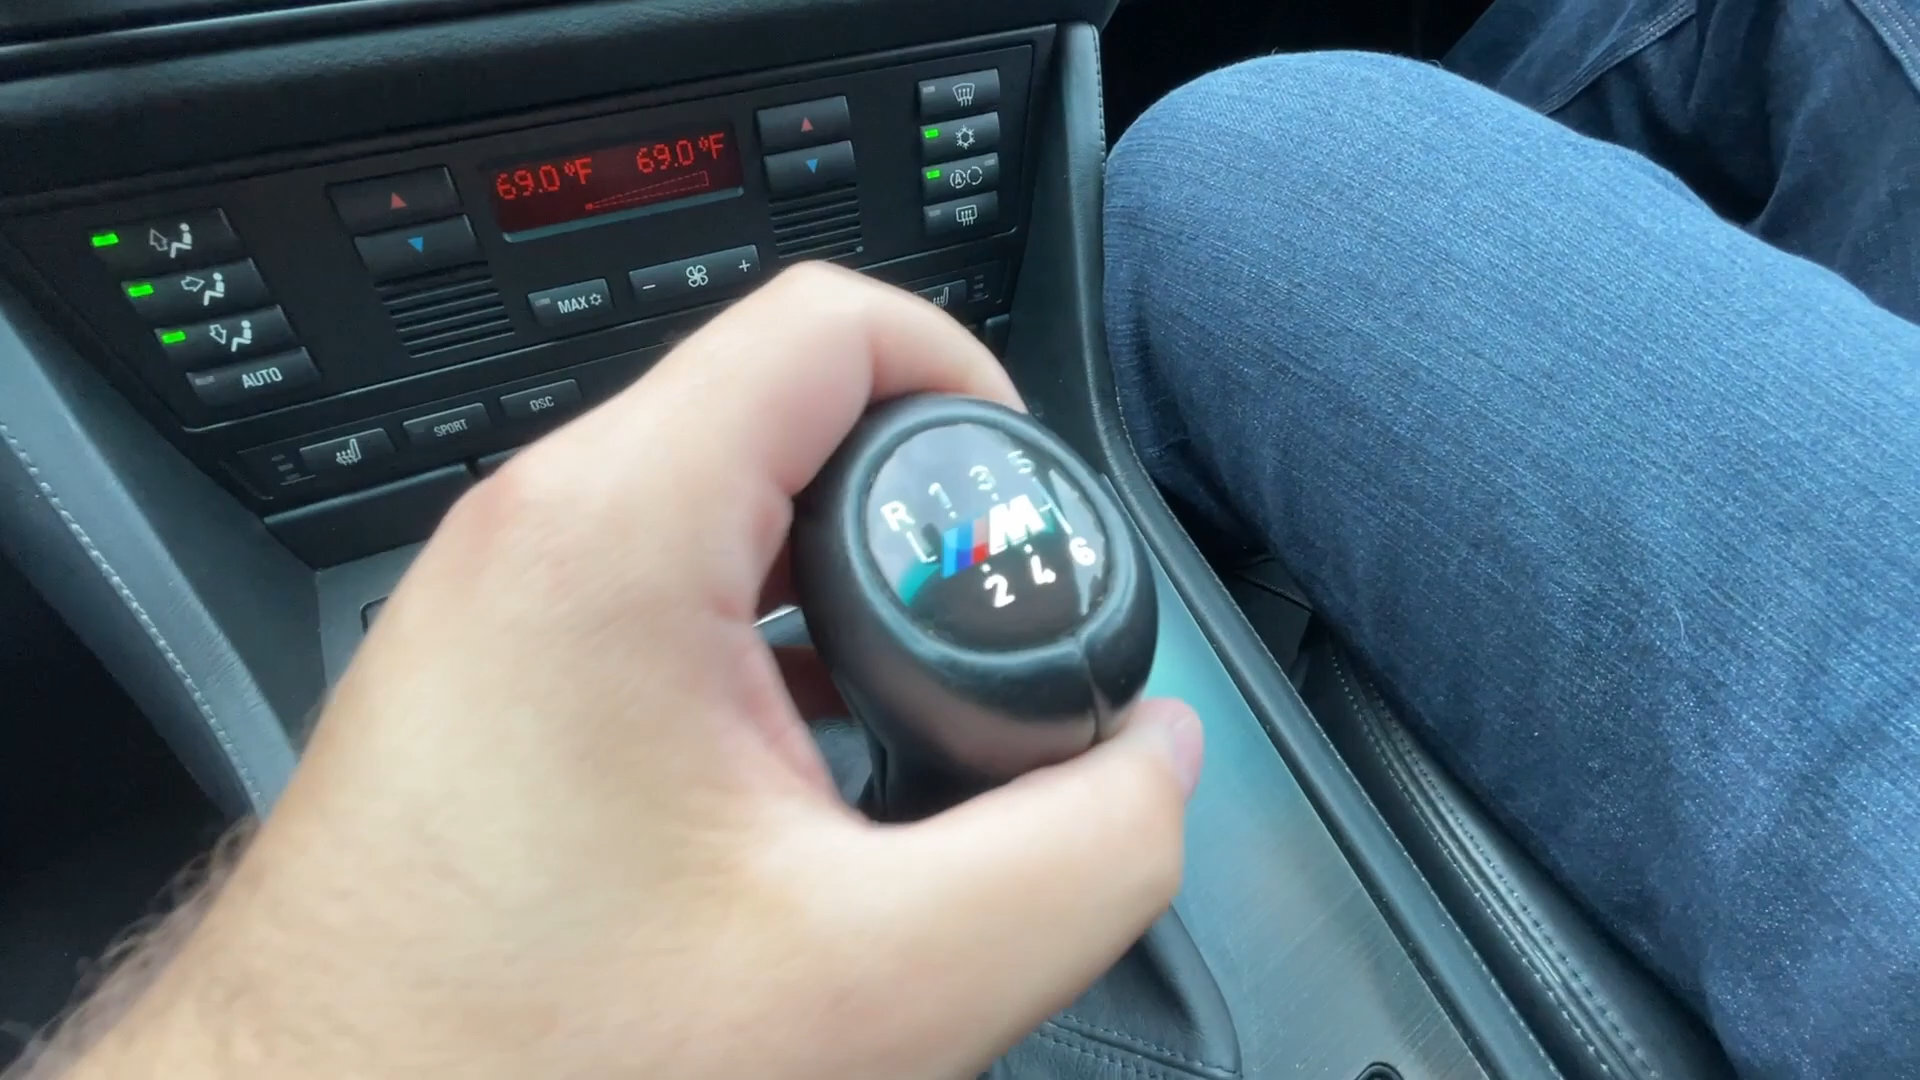 69.0°F 69.0°F
MAX
− +
AUTO
SPORT
DSC
R 1 3 5
M
2 4 6